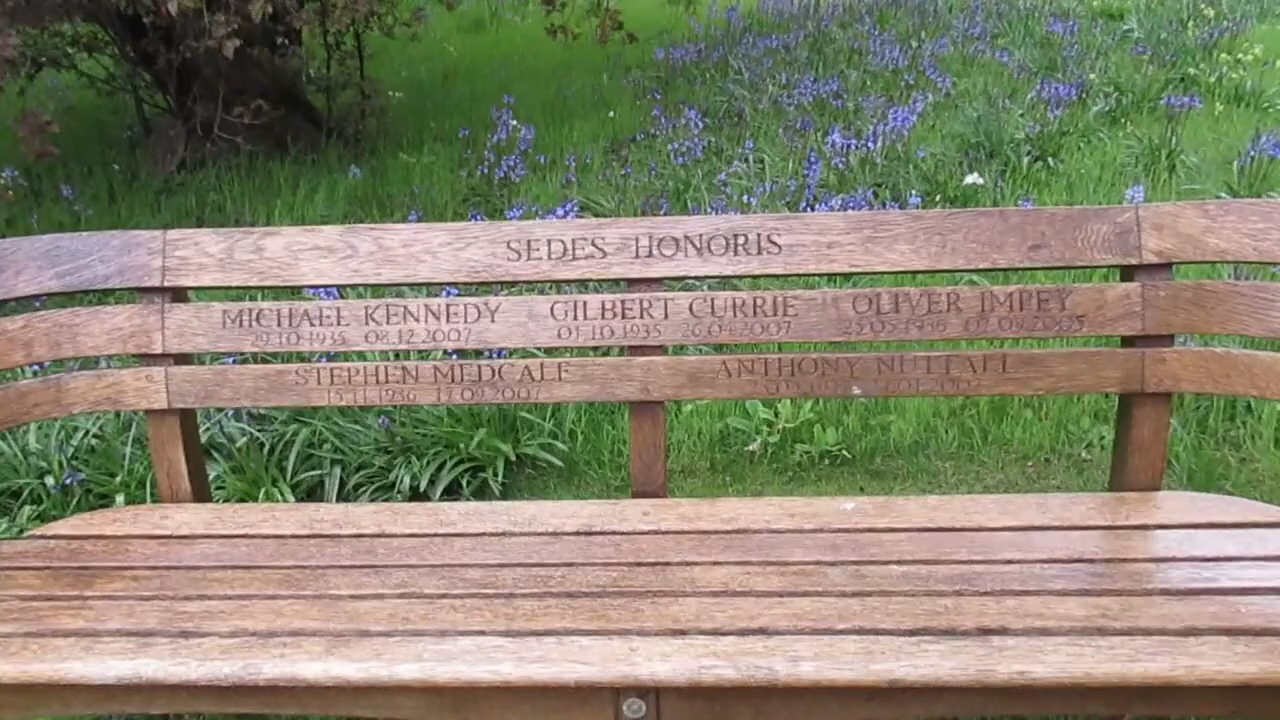 SEDES HONORIS
MICHAEL KENNEDY GILBERT CURRIE OLIVER IMPEY
29.10.1935 08.12.2007 01.10.1935 26.04.2007 25.05.1936 07.09.2005
STEPHEN MEDCALF ANTHONY NUTTALL
15.11.1936 17.09.2007